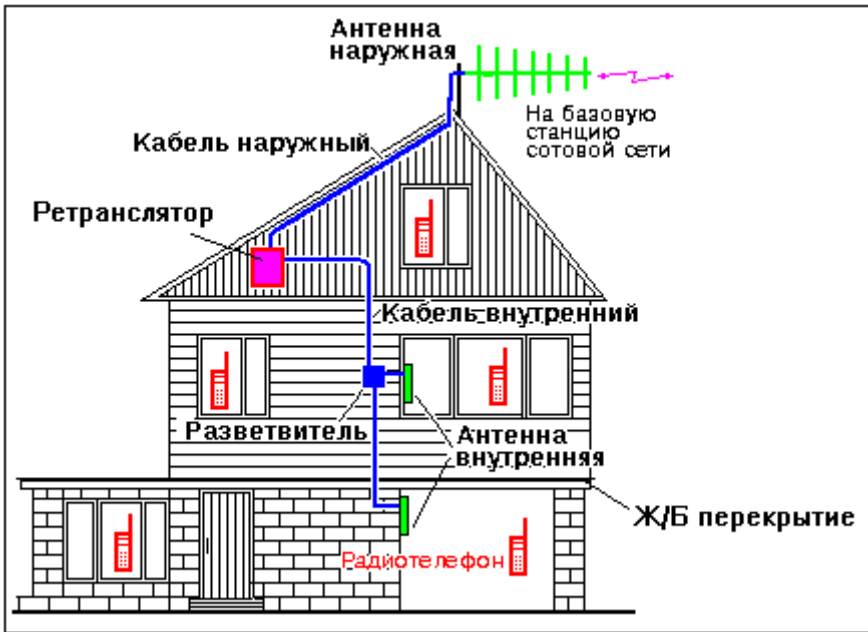 Антенна
наружная
На базовую
станцию
сотовой сети
Кабель наружный
Ретранслятор
Кабель внутренний
Разветвитель
Антенна
внутренняя
Ж/Б перекрытие
Радиотелефон